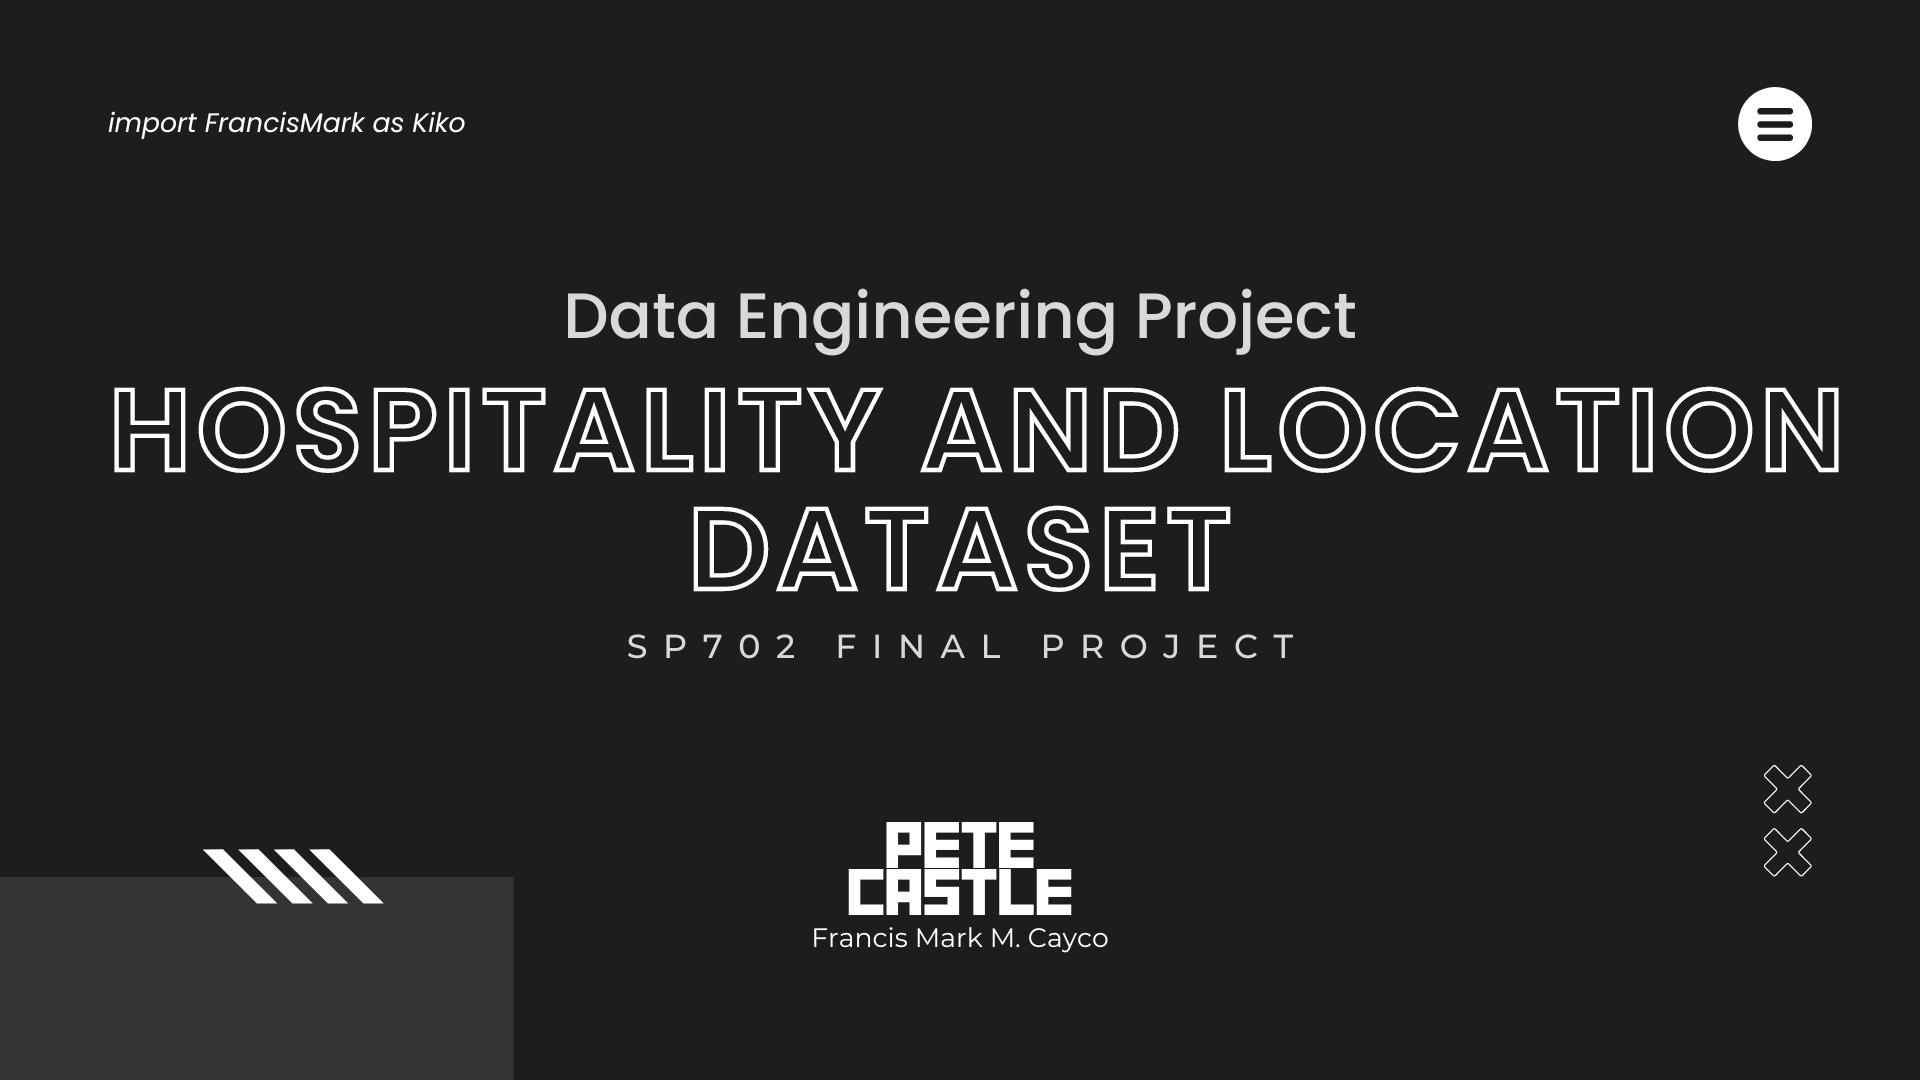 import FrancisMark as Kiko
Data Engineering Project
HOSPITALITY AND LOCATION
DATASET
SP702 FINAL PROJECT
PETE
CASTLE
Francis Mark M. Cayco